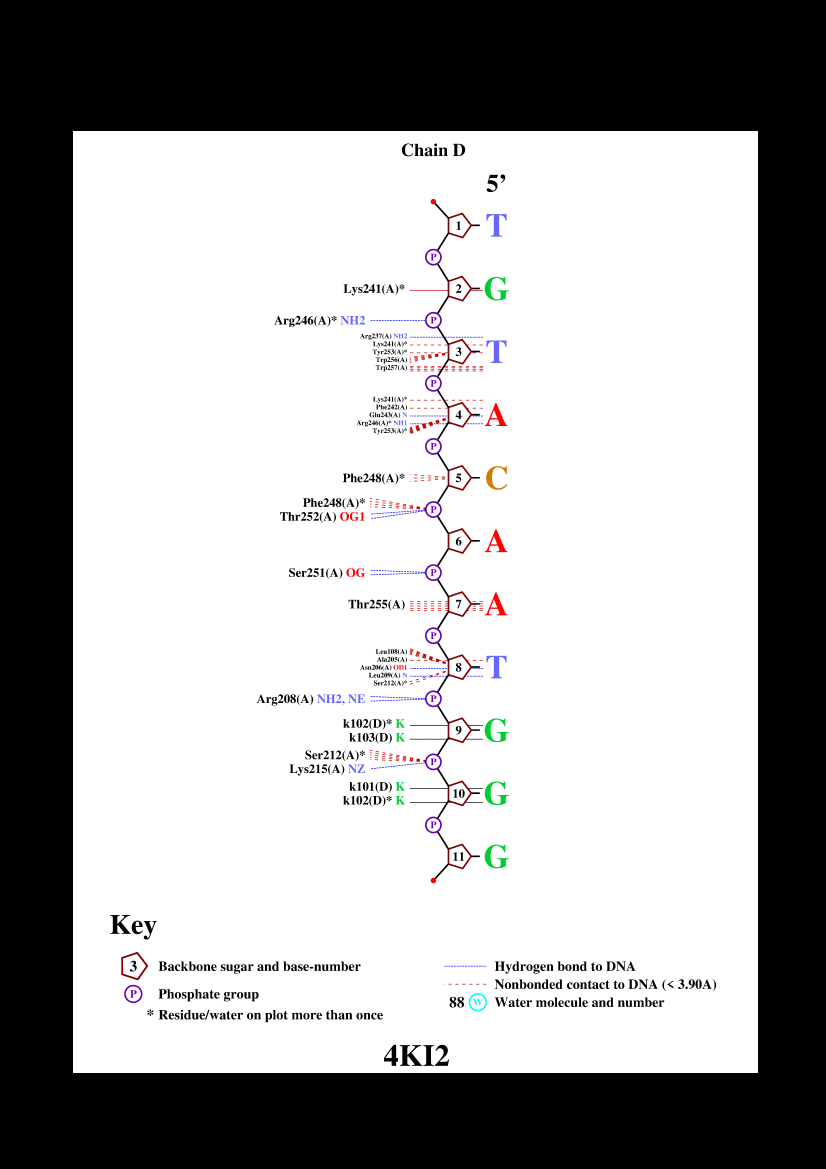 Chain D
5’
1 T
P
Lys241(A)* 2 G
Arg246(A)* NH2 P
Arg237(A) NH2
Lys241(A)*
Tyr253(A)* 3 T
Trp256(A)
Trp257(A)
P
Lys241(A)*
Phe242(A)
Glu243(A) N 4 A
Arg246(A)* NH1
Tyr253(A)*
P
Phe248(A)* 5 C
Phe248(A)*
P
Thr252(A) OG1
6 A
Ser251(A) OG P
Thr255(A) 7 A
P
Leu108(A)
Ala205(A)
Asn206(A) OD1 8 T
Leu209(A) N
Ser212(A)*
Arg208(A) NH2, NE P
k102(D)* K
9 G
k103(D) K
Ser212(A)*
P
Lys215(A) NZ
k101(D) K
10 G
k102(D)* K
P
11 G
Key
3 Backbone sugar and base-number
P Phosphate group
* Residue/water on plot more than once
Hydrogen bond to DNA
Nonbonded contact to DNA (< 3.90A)
88 W Water molecule and number
4KI2